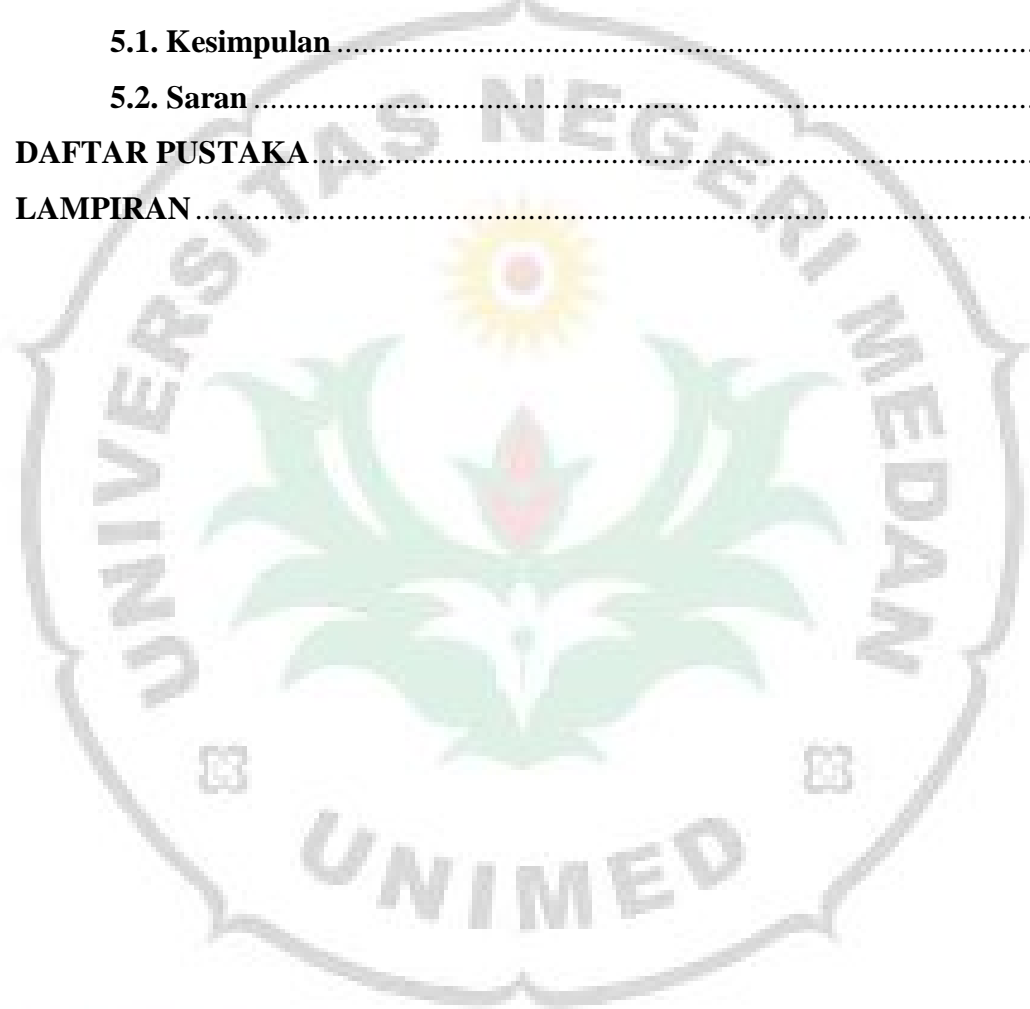 5.1. Kesimpulan
5.2. Saran
DAFTAR PUSTAKA
LAMPIRAN
UNIVERSITAS NEGERI MEDAN
UNIMED